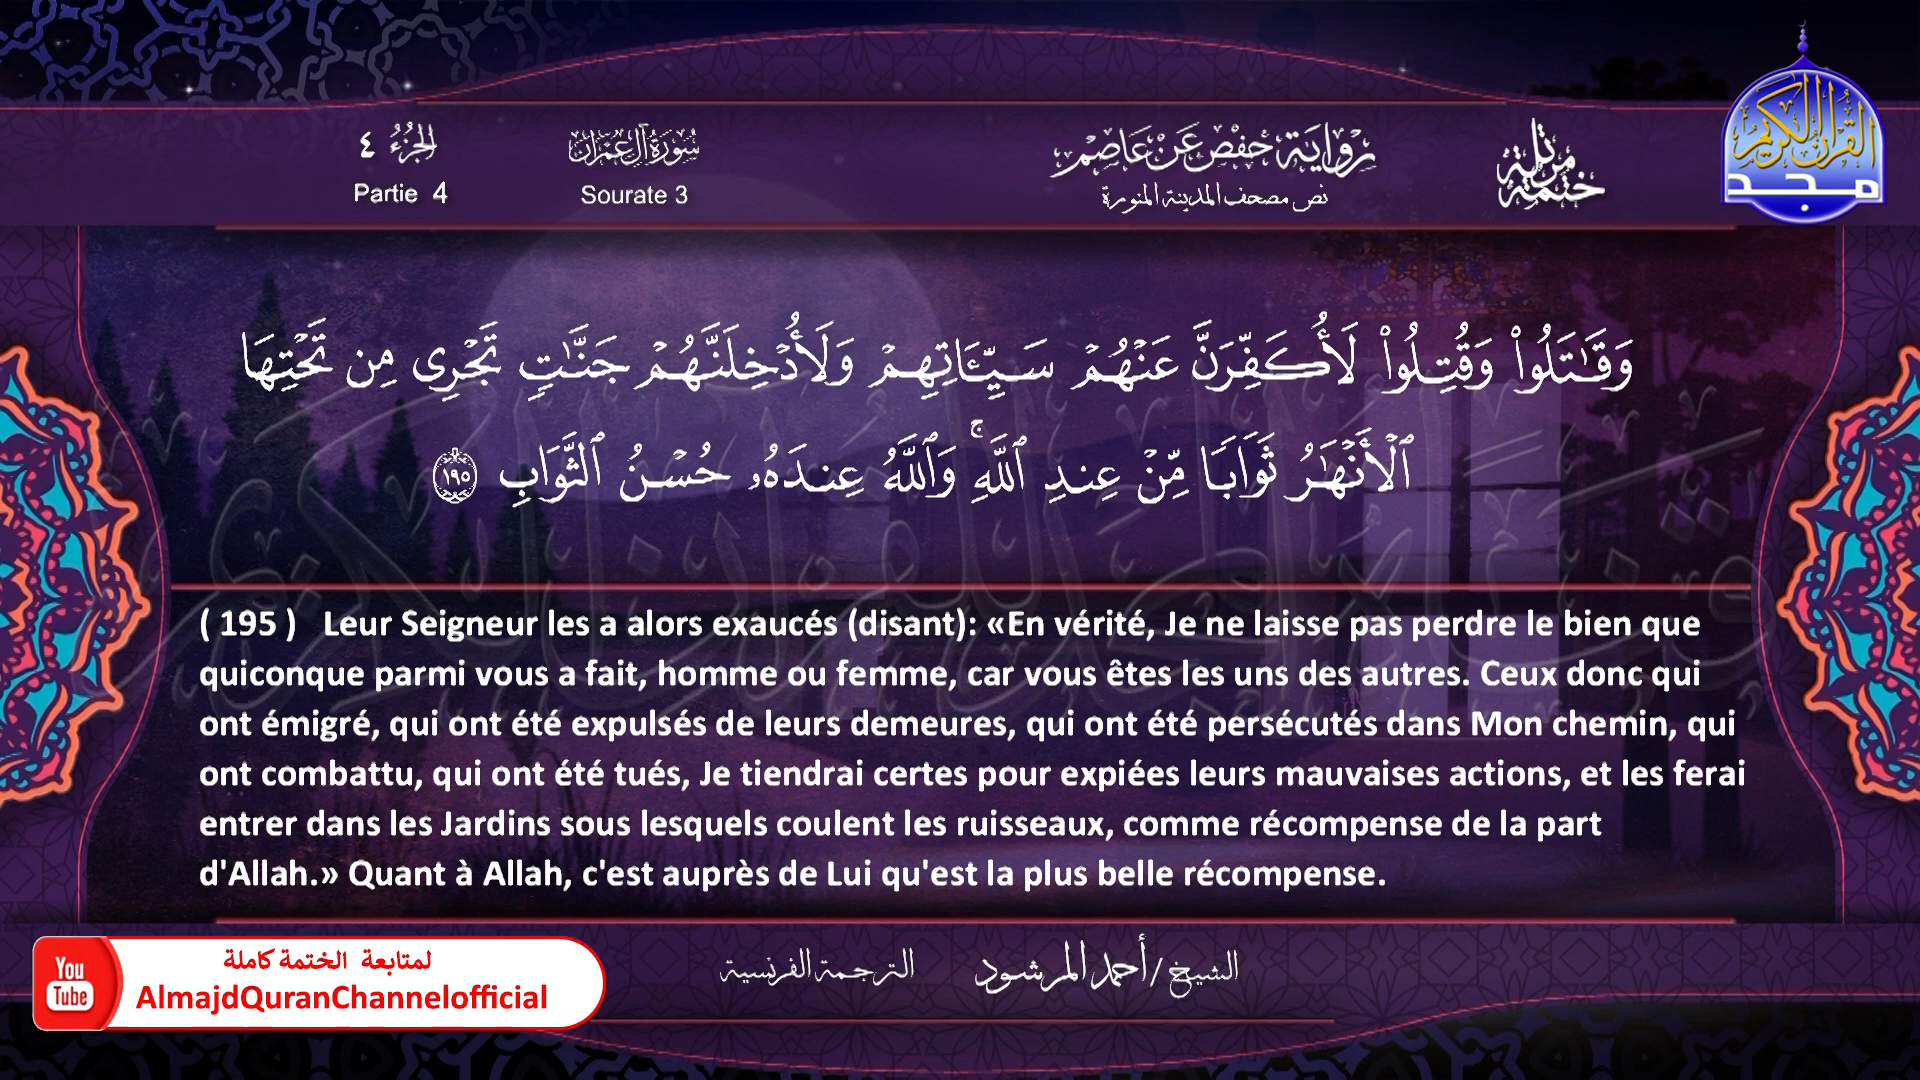 الجزء ٤
Partie 4
سورة آل عمران
Sourate 3
رواية حفص عن عاصم
نص مصحف المدينة المنورة
ختمة مرتلة
القرآن الكريم
مجد
وَقَٰتَلُوا۟ وَقُتِلُوا۟ لَأُكَفِّرَنَّ عَنْهُمْ سَيِّـَٔاتِهِمْ وَلَأُدْخِلَنَّهُمْ جَنَّٰتٍ تَجْرِى مِن تَحْتِهَا
ٱلْأَنْهَٰرُ ثَوَابًا مِّنْ عِندِ ٱللَّهِ ۚ وَٱللَّهُ عِندَهُۥ حُسْنُ ٱلثَّوَابِ ١٩٥
( 195 ) Leur Seigneur les a alors exaucés (disant): «En vérité, Je ne laisse pas perdre le bien que
quiconque parmi vous a fait, homme ou femme, car vous êtes les uns des autres. Ceux donc qui
ont émigré, qui ont été expulsés de leurs demeures, qui ont été persécutés dans Mon chemin, qui
ont combattu, qui ont été tués, Je tiendrai certes pour expiées leurs mauvaises actions, et les ferai
entrer dans les Jardins sous lesquels coulent les ruisseaux, comme récompense de la part
d'Allah.» Quant à Allah, c'est auprès de Lui qu'est la plus belle récompense.
You
Tube
لمتابعة الختمة كاملة
AlmajdQuranChannelofficial
الترجمة الفرنسية
الشيخ / أحمد المرشود